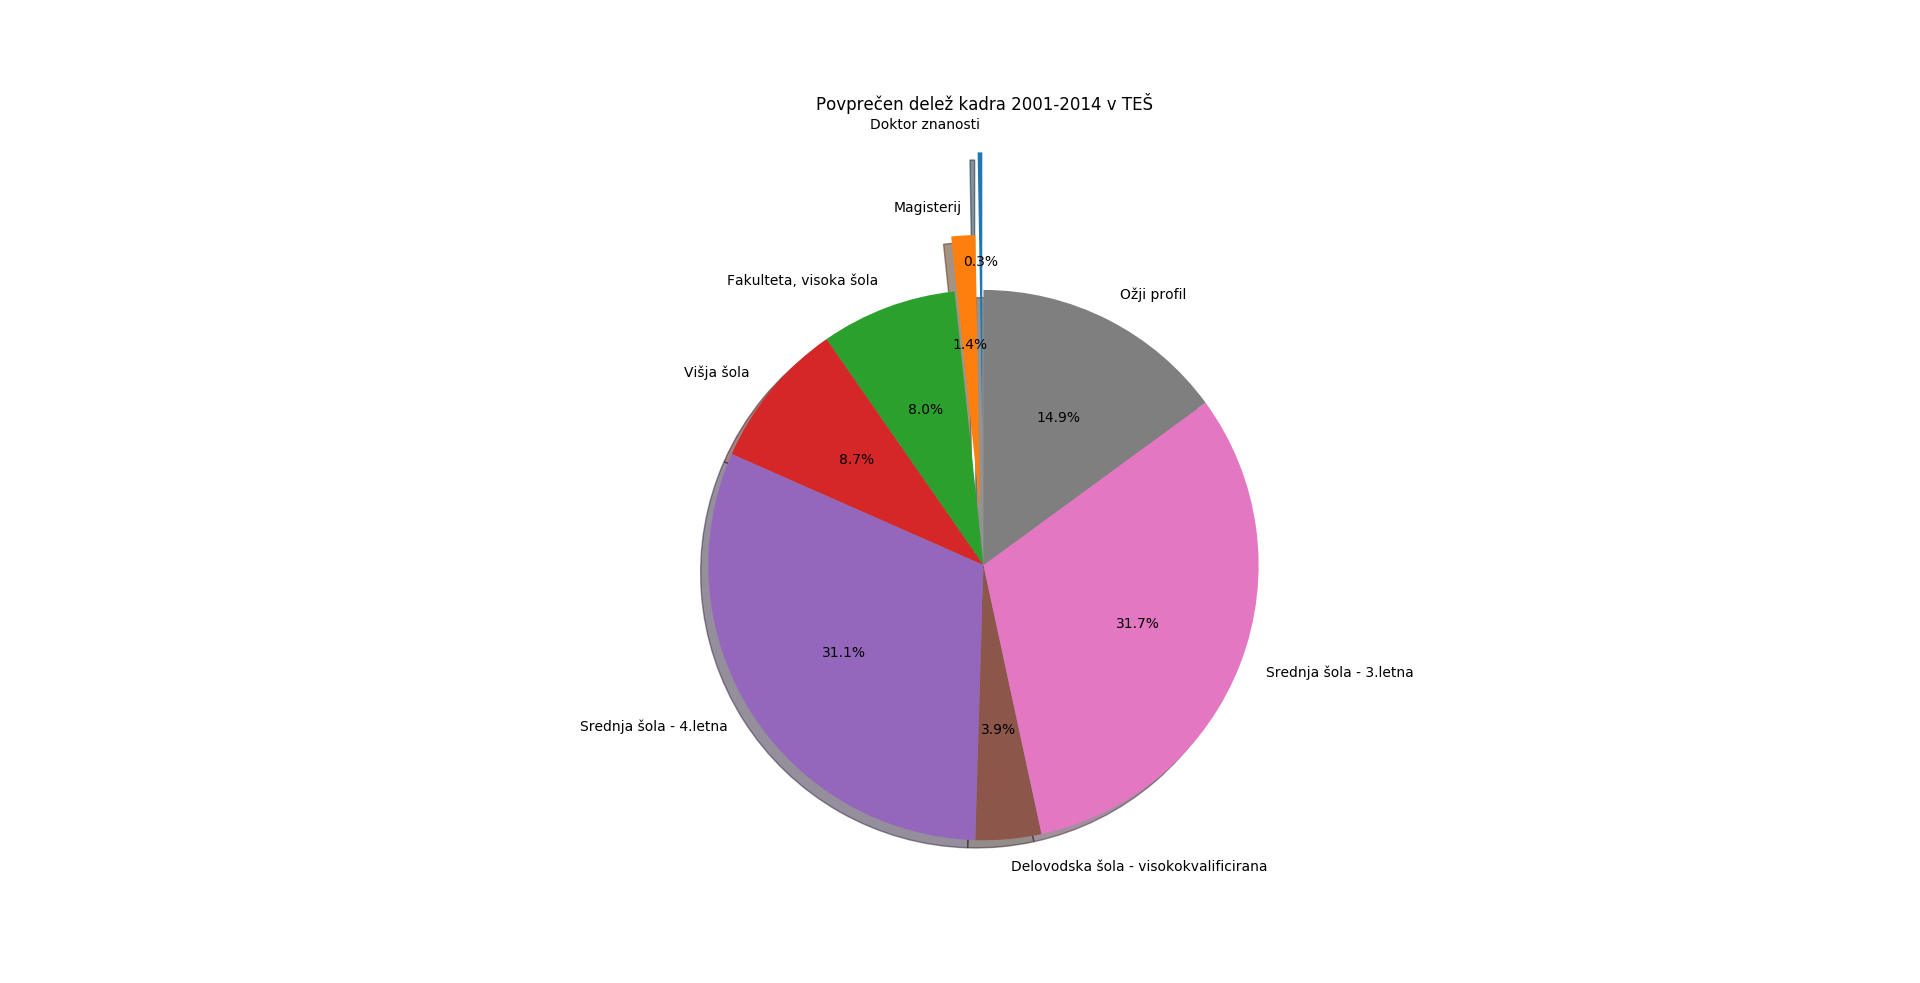 Povprečen delež kadra 2001-2014 v TEŠ
Doktor znanosti
Magisterij
0.3%
Fakulteta, visoka šola
Ožji profil
1.4%
Višja šola
8.0%
14.9%
8.7%
31.7%
31.1%
Srednja šola - 3.letna
Srednja šola - 4.letna
3.9%
Delovodska šola - visokokvalificirana